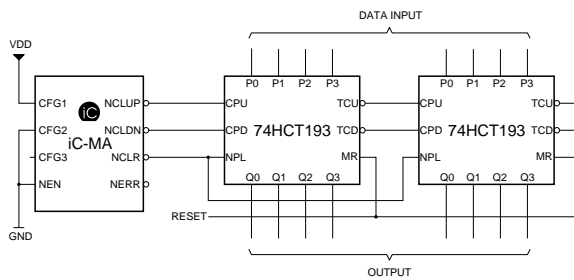 DATA INPUT
VDD
P0 P1 P2 P3 P0 P1 P2 P3
CFG1 iC NCLUP CPU TCU CPU TCU
CFG2 NCLDN CPD 74HCT193 TCD CPD 74HCT193 TCD
iC-MA
CFG3 NCLR NPL MR NPL MR
NEN NERR Q0 Q1 Q2 Q3 Q0 Q1 Q2 Q3
RESET
GND
OUTPUT